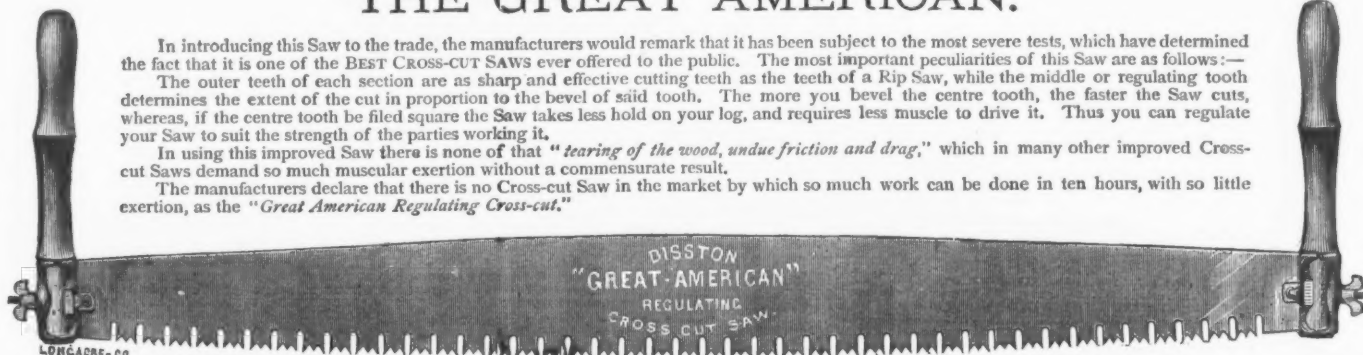 THE GREAT AMERICAN.
In introducing this Saw to the trade, the manufacturers would remark that it has been subject to the most severe tests, which have determined
the fact that it is one of the BEST CROSS-CUT SAWS ever offered to the public. The most important peculiarities of this Saw are as follows:—
The outer teeth of each section are as sharp and effective cutting teeth as the teeth of a Rip Saw, while the middle or regulating tooth
determines the extent of the cut in proportion to the bevel of said tooth. The more you bevel the centre tooth, the faster the Saw cuts,
whereas, if the centre tooth be filed square the Saw takes less hold on your log, and requires less muscle to drive it. Thus you can regulate
your Saw to suit the strength of the parties working it.
In using this improved Saw there is none of that "tearing of the wood, undue friction and drag," which in many other improved Cross-
cut Saws demand so much muscular exertion without a commensurate result.
The manufacturers declare that there is no Cross-cut Saw in the market by which so much work can be done in ten hours, with so little
exertion, as the "Great American Regulating Cross-cut."
DISSTON
"GREAT-AMERICAN"
REGULATING
CROSS CUT SAW.
LONGACRE-CO